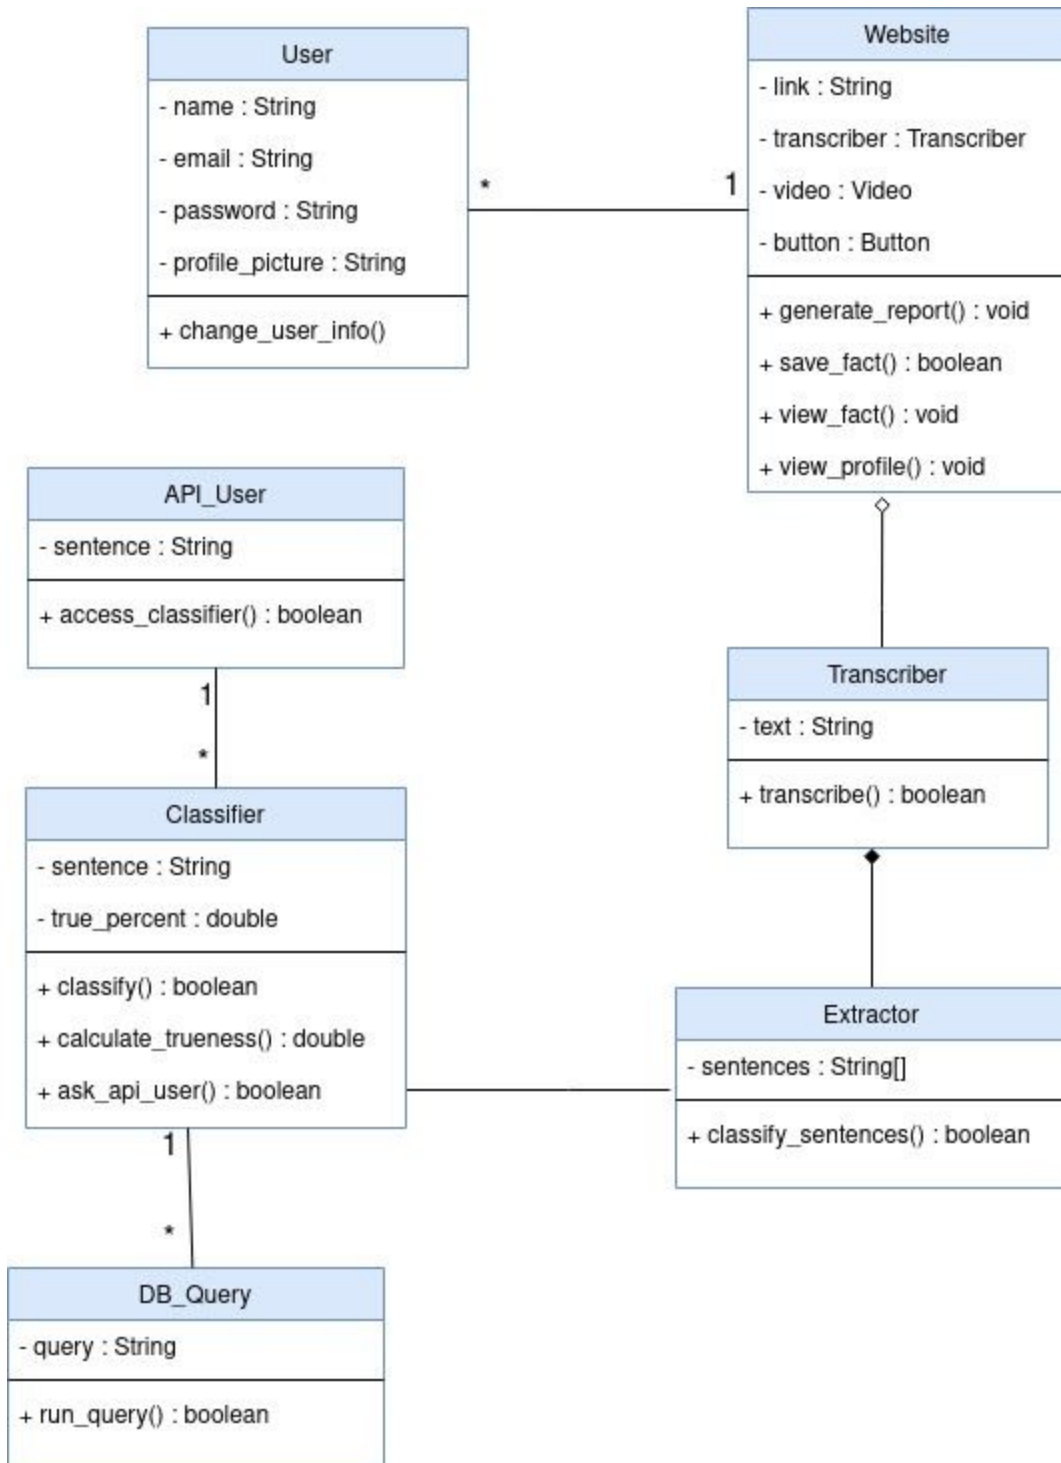 User
- name : String
- email : String
- password : String
- profile_picture : String
+ change_user_info()
*
1
Website
- link : String
- transcriber : Transcriber
- video : Video
- button : Button
+ generate_report() : void
+ save_fact() : boolean
+ view_fact() : void
+ view_profile() : void
API_User
- sentence : String
+ access_classifier() : boolean
1
*
Transcriber
- text : String
+ transcribe() : boolean
Classifier
- sentence : String
- true_percent : double
+ classify() : boolean
+ calculate_trueness() : double
+ ask_api_user() : boolean
Extractor
- sentences : String[]
+ classify_sentences() : boolean
1
*
DB_Query
- query : String
+ run_query() : boolean